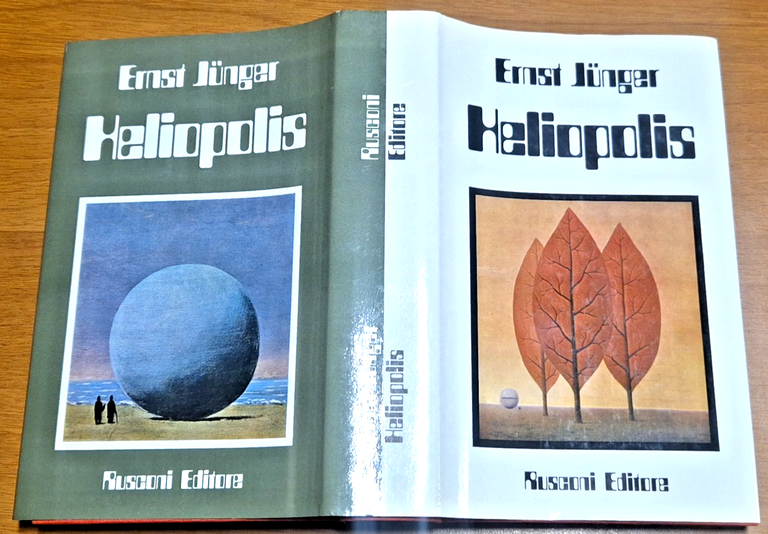 Ernst Jünger
Heliopolis
Rusconi Editore
Rusconi
Editore
Heliopolis
Ernst Jünger
Heliopolis
Rusconi Editore